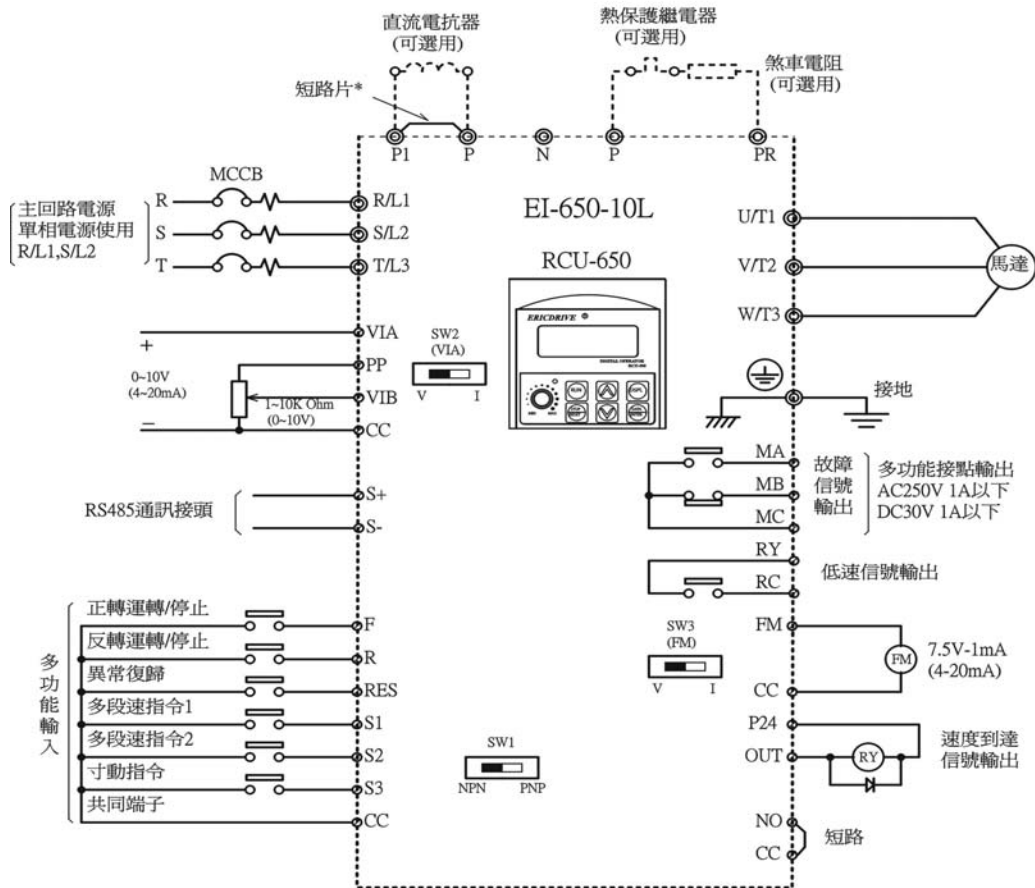 直流電抗器
(可選用)
熱保護繼電器
(可選用)
煞車電阻
(可選用)
短路片*
P1
P
N
P
PR
MCCB
主回路電源
單相電源使用
R/L1,S/L2
R
S
T
R/L1
S/L2
T/L3
EI-650-10L
RCU-650
U/T1
V/T2
W/T3
馬達
ERICDRIVE
DIGITAL OPERATOR
SW2
(VIA)
V
I
VIA
PP
VIB
CC
+
0~10V
(4~20mA)
1~10K Ohm
(0~10V)
−
接地
MA
MB
MC
故障
信號
輸出
多功能接點輸出
AC250V 1A以下
DC30V 1A以下
RS485通訊接頭
S+
S-
RY
RC
低速信號輸出
多功能輸入
正轉運轉/停止
F
反轉運轉/停止
R
異常復歸
RES
多段速指令1
S1
多段速指令2
S2
寸動指令
S3
共同端子
CC
SW3
(FM)
V
I
FM
FM
CC
7.5V-1mA
(4-20mA)
SW1
NPN
PNP
P24
OUT
RY
速度到達
信號輸出
NO
CC
短路